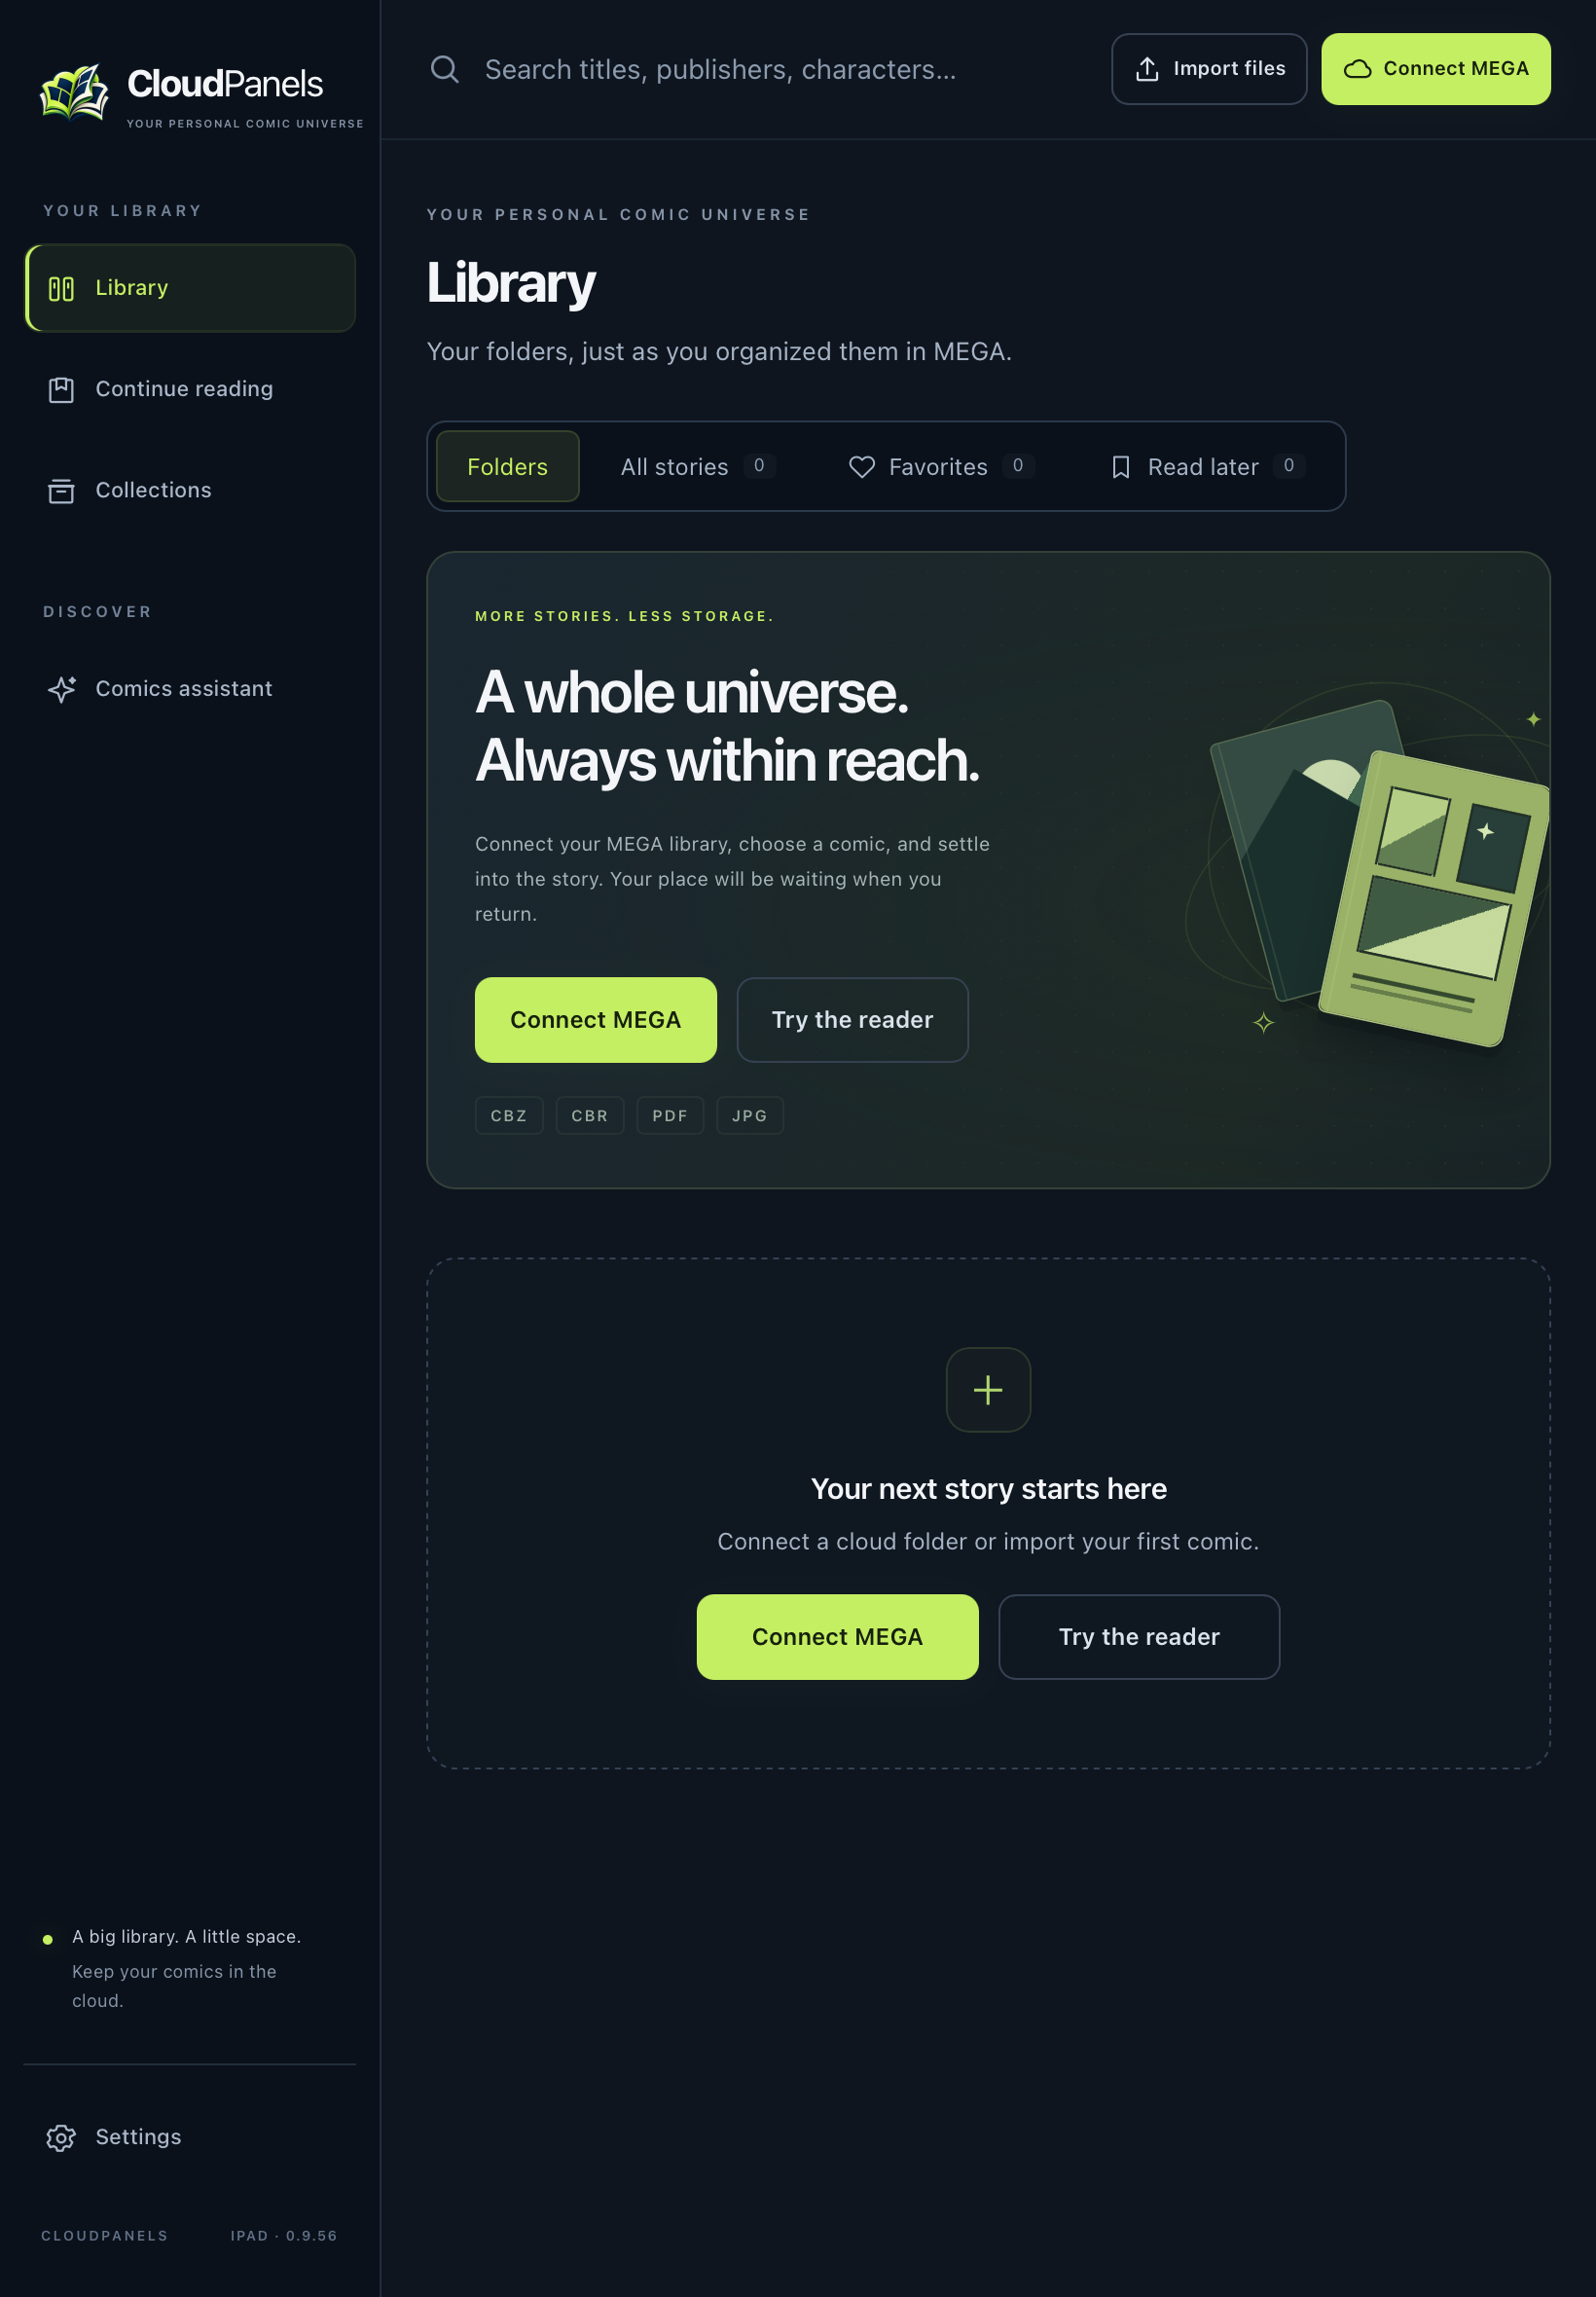 CloudPanels
YOUR PERSONAL COMIC UNIVERSE
YOUR LIBRARY
Library
Continue reading
Collections
DISCOVER
Comics assistant
A big library. A little space.
Keep your comics in the
cloud.
Settings
CLOUDPANELS IPAD · 0.9.56
Search titles, publishers, characters...
Import files
Connect MEGA
YOUR PERSONAL COMIC UNIVERSE
Library
Your folders, just as you organized them in MEGA.
Folders
All stories 0
Favorites 0
Read later 0
MORE STORIES. LESS STORAGE.
A whole universe.
Always within reach.
Connect your MEGA library, choose a comic, and settle
into the story. Your place will be waiting when you
return.
Connect MEGA
Try the reader
CBZ
CBR
PDF
JPG
Your next story starts here
Connect a cloud folder or import your first comic.
Connect MEGA
Try the reader